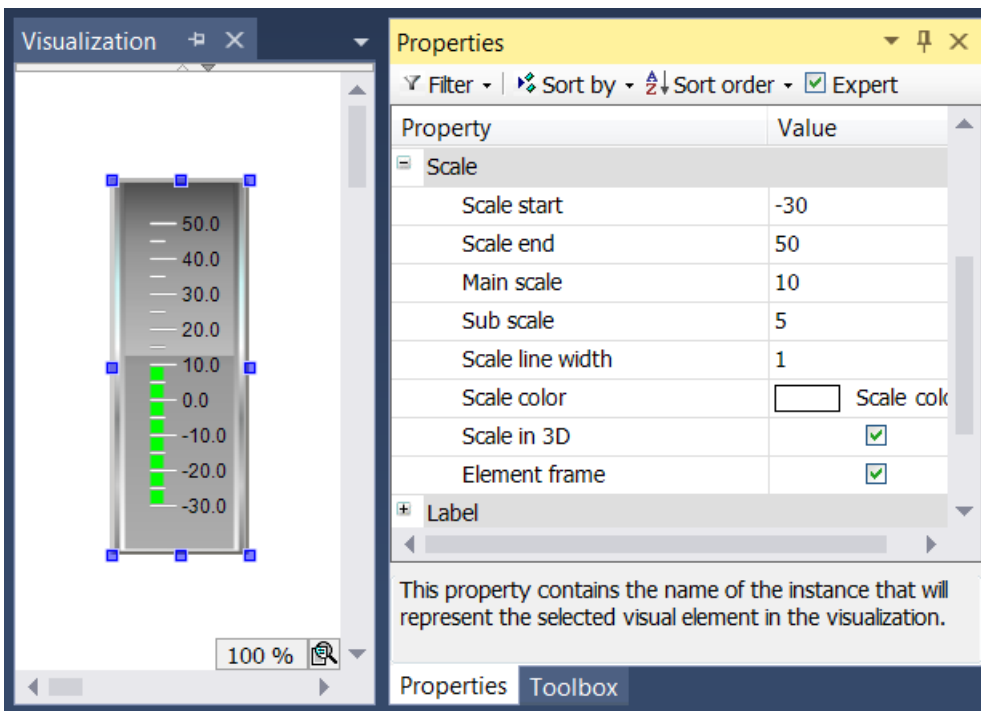 Visualization
50.0
40.0
30.0
20.0
10.0
0.0
-10.0
-20.0
-30.0
100 %
Properties
Filter Sort by Sort order Expert
Property Value
Scale
Scale start -30
Scale end 50
Main scale 10
Sub scale 5
Scale line width 1
Scale color Scale colo
Scale in 3D
Element frame
Label
This property contains the name of the instance that will
represent the selected visual element in the visualization.
Properties Toolbox